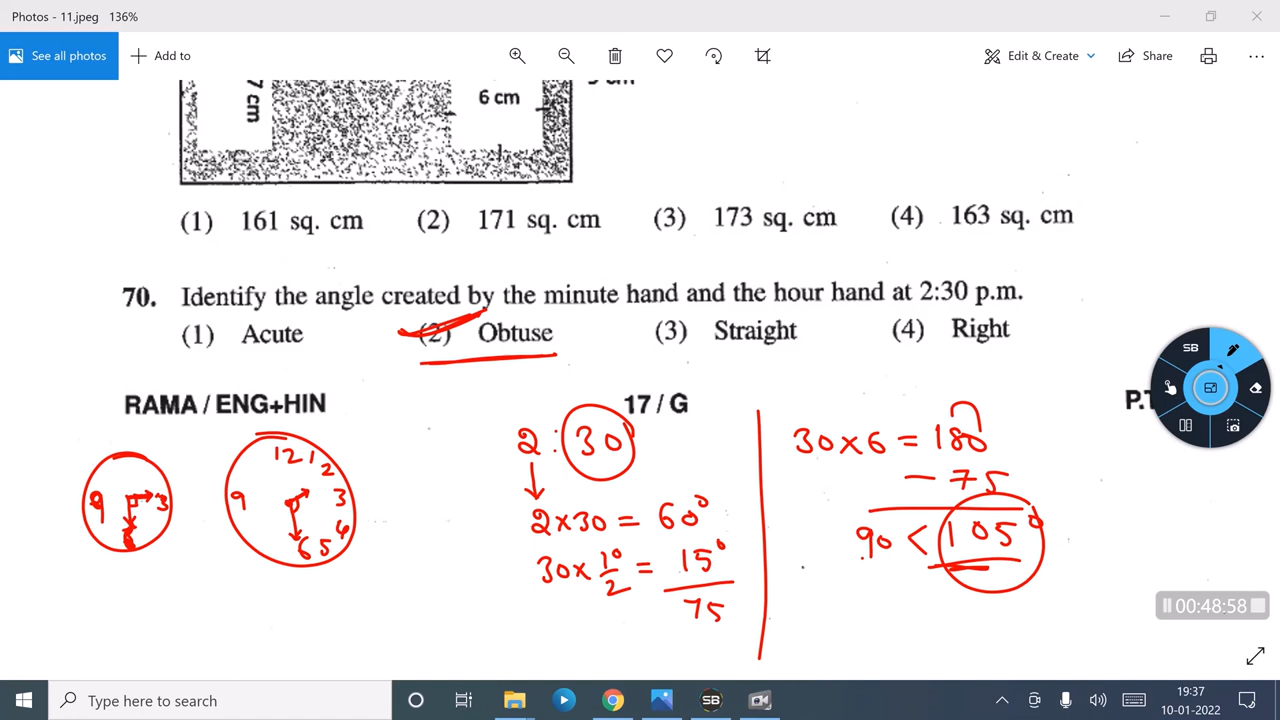 Photos - 11.jpeg 136%
See all photos
Add to
Edit & Create
Share
7 cm
6 cm
(1) 161 sq. cm (2) 171 sq. cm (3) 173 sq. cm (4) 163 sq. cm
70. Identify the angle created by the minute hand and the hour hand at 2:30 p.m.
(1) Acute (2) Obtuse (3) Straight (4) Right
RAMA / ENG+HIN 17 / G P.T
SB
9 3
12 1 2
9 3
4
6 5
2 : 30
2 × 30 = 60°
30 × 1°/2 = 15°
75
30 × 6 = 180
- 75
90 < 105°
00:48:58
Type here to search
SB
19:37
10-01-2022